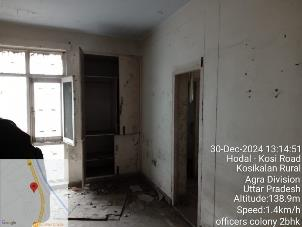 30-Dec-2024 13:14:51
Hodal - Kosi Road
Kosikalan Rural
Agra Division
Uttar Pradesh
Altitude:138.9m
Speed:1.4km/h
officers colony 2bhk
Google